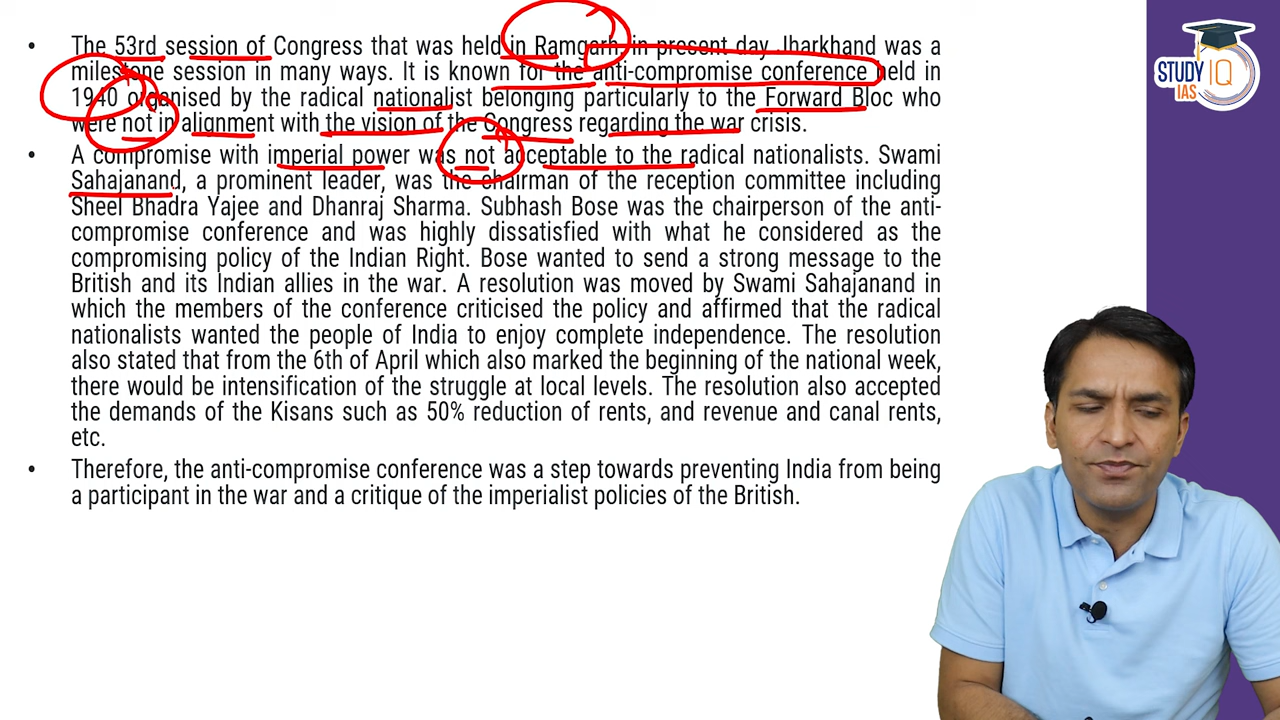 • The 53rd session of Congress that was held in Ramgarh in present day Jharkhand was a
milestone session in many ways. It is known for the anti-compromise conference held in
1940 organised by the radical nationalist belonging particularly to the Forward Bloc who
were not in alignment with the vision of the Congress regarding the war crisis.
• A compromise with imperial power was not acceptable to the radical nationalists. Swami
Sahajanand, a prominent leader, was the chairman of the reception committee including
Sheel Bhadra Yajee and Dhanraj Sharma. Subhash Bose was the chairperson of the anti-
compromise conference and was highly dissatisfied with what he considered as the
compromising policy of the Indian Right. Bose wanted to send a strong message to the
British and its Indian allies in the war. A resolution was moved by Swami Sahajanand in
which the members of the conference criticised the policy and affirmed that the radical
nationalists wanted the people of India to enjoy complete independence. The resolution
also stated that from the 6th of April which also marked the beginning of the national week,
there would be intensification of the struggle at local levels. The resolution also accepted
the demands of the Kisans such as 50% reduction of rents, and revenue and canal rents,
etc.
• Therefore, the anti-compromise conference was a step towards preventing India from being
a participant in the war and a critique of the imperialist policies of the British.
STUDY IQ
IAS